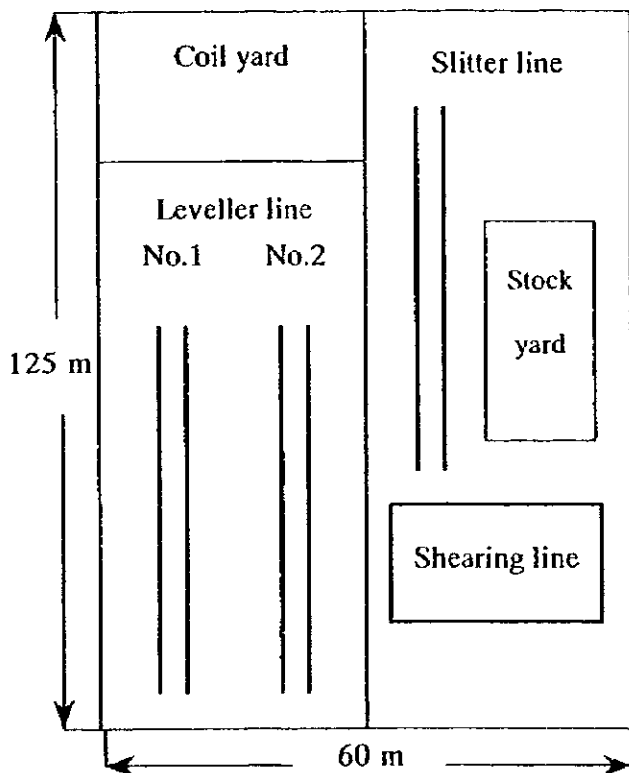 Coil yard
Slitter line
Leveller line
No.1 No.2
Stock
yard
125 m
Shearing line
60 m